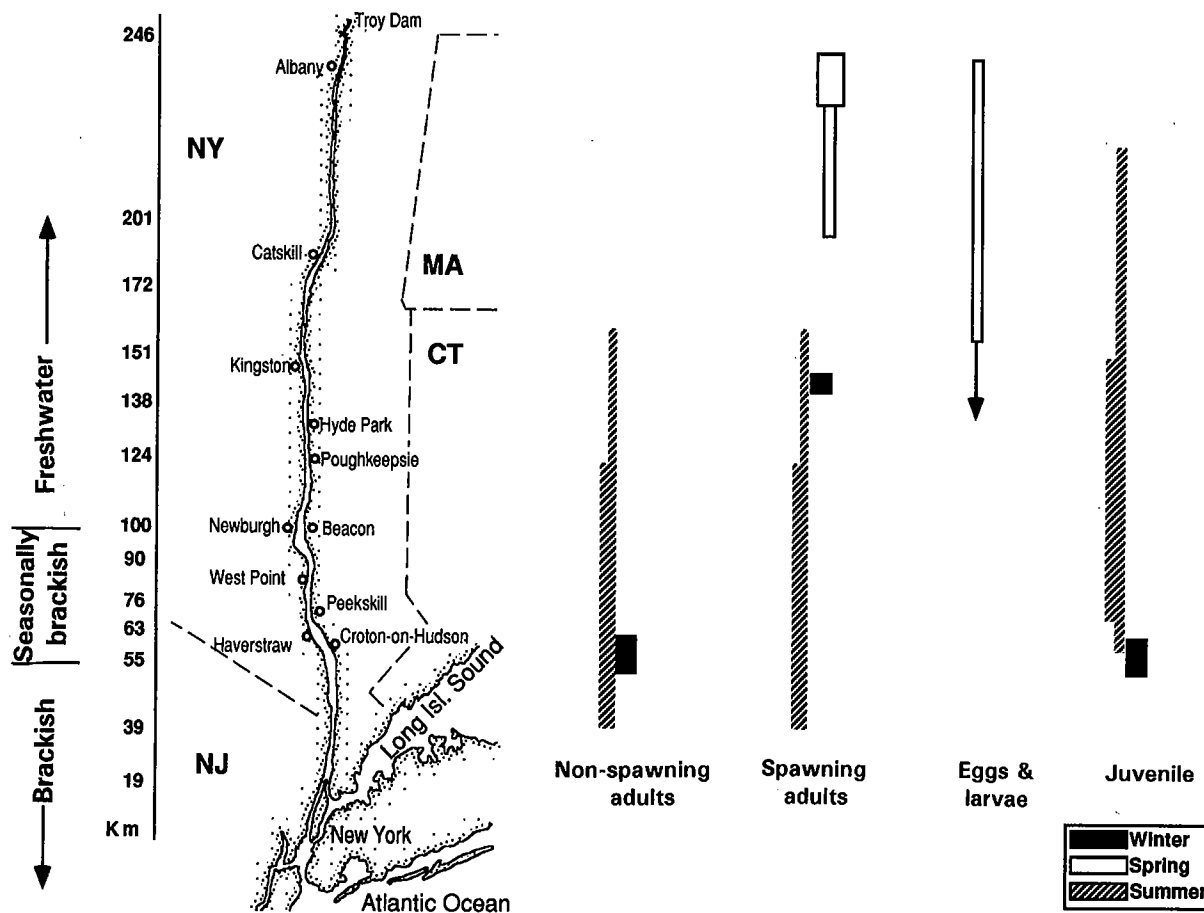 246
201
172
151
138
124
100
90
76
63
55
39
19
Km
Freshwater
Seasonally
brackish
Brackish
Troy Dam
Albany
NY
Catskill
MA
CT
Kingston
Hyde Park
Poughkeepsie
Newburgh
Beacon
West Point
Peekskill
Haverstraw
Croton-on-Hudson
Long Isl. Sound
NJ
New York
Atlantic Ocean
Non-spawning
adults
Spawning
adults
Eggs &
larvae
Juvenile
Winter
Spring
Summer